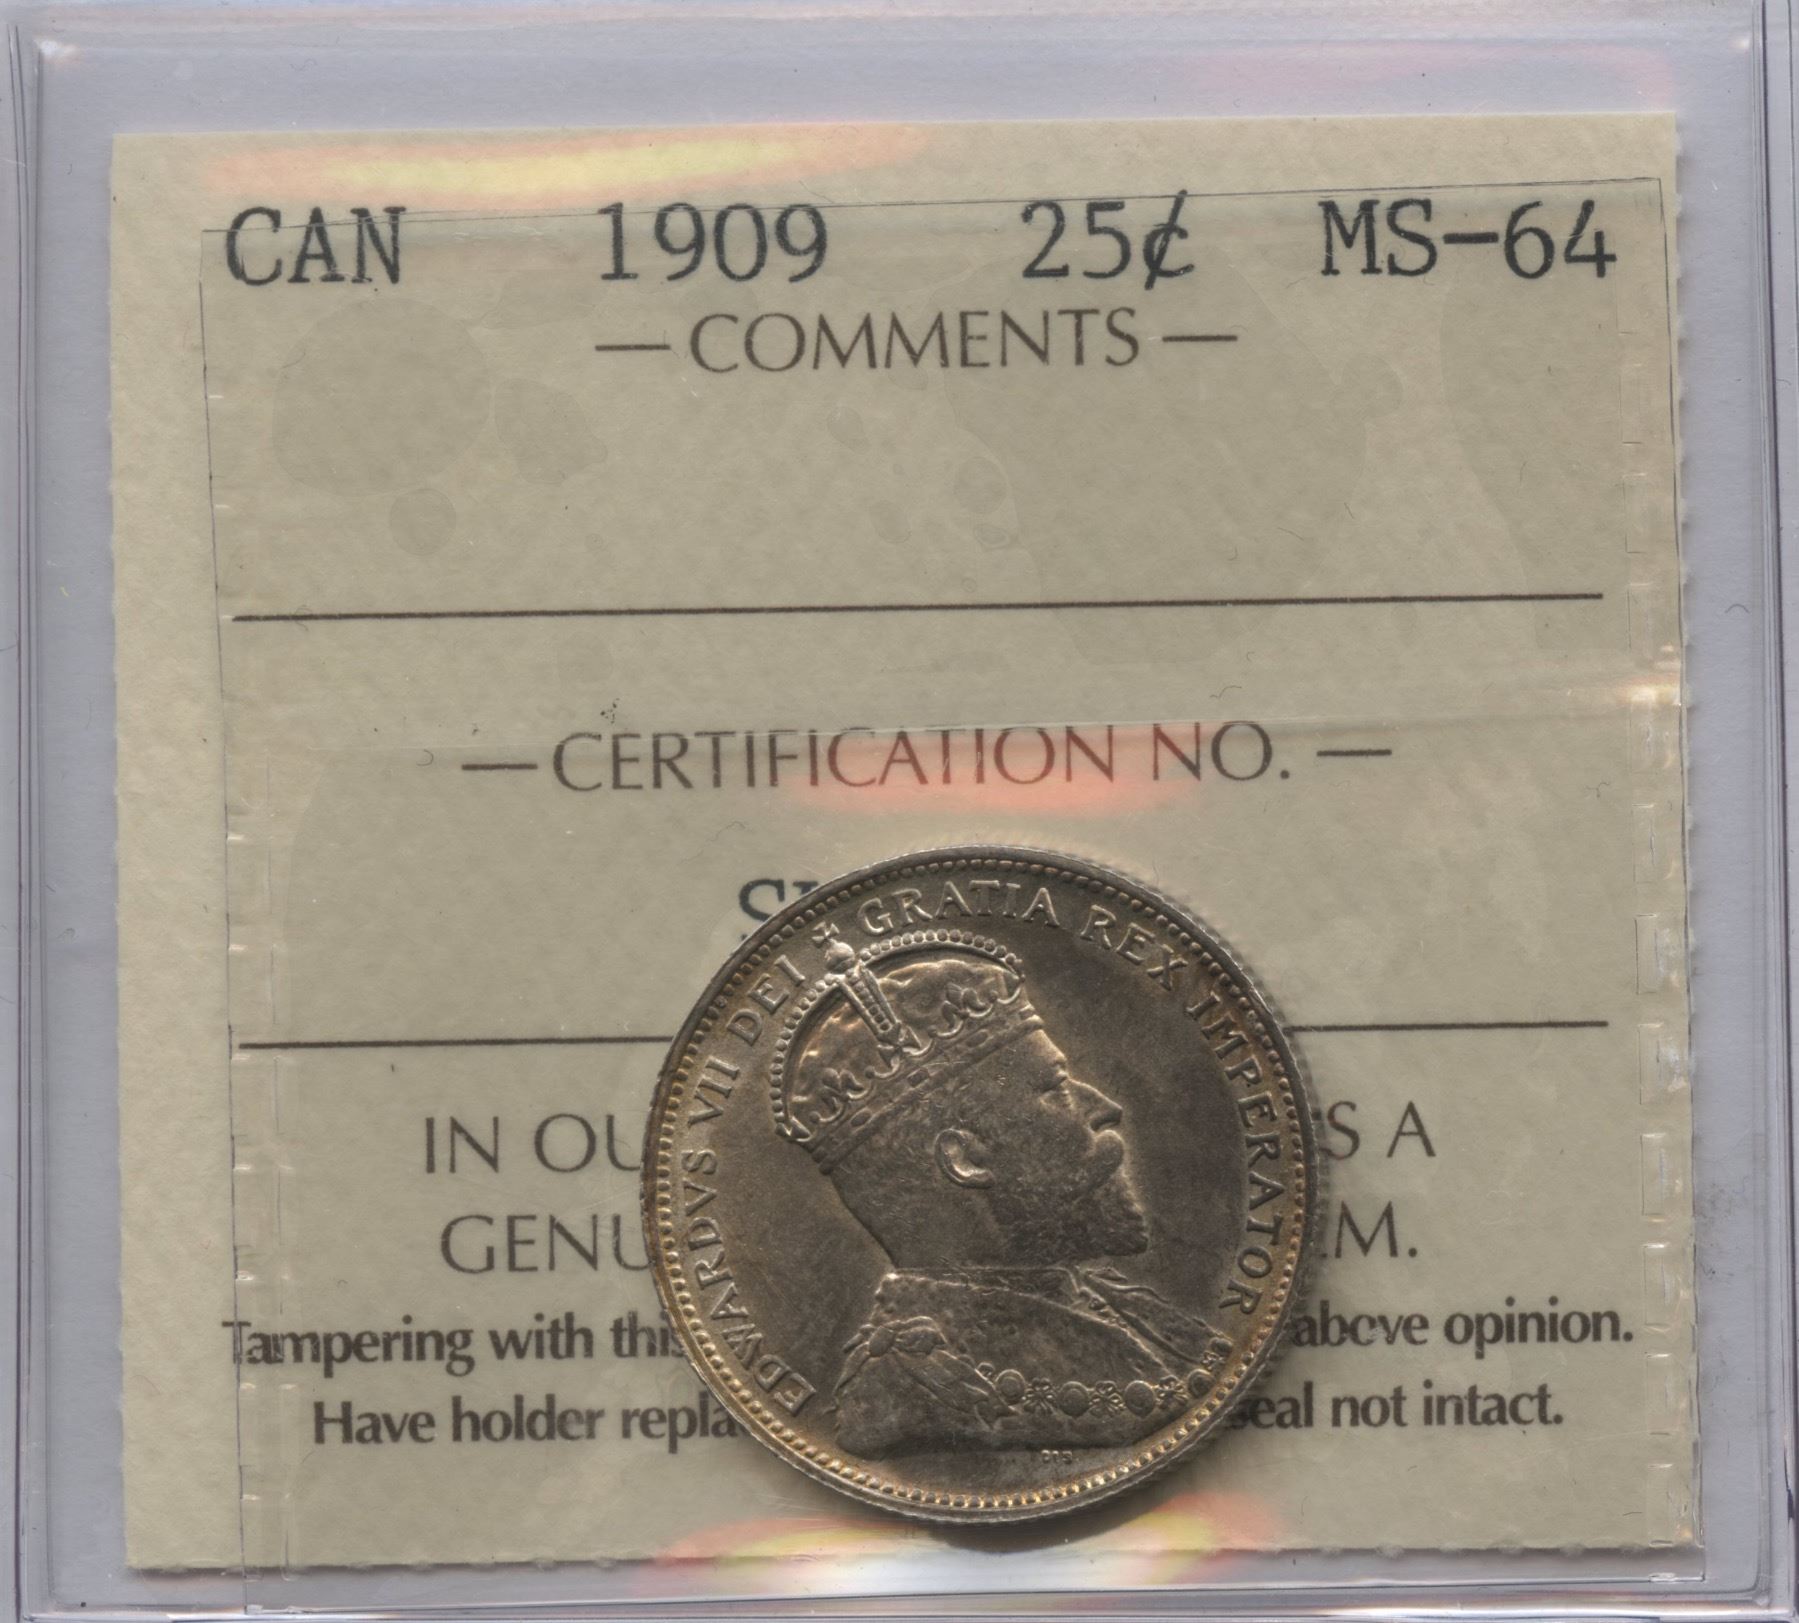 CAN 1909 25¢ MS-64
— COMMENTS —
— CERTIFICATION NO. —
IN OU S A
GENU M.
Tampering with this above opinion.
Have holder repla seal not intact.
EDWARDVS VII DEI GRATIA REX IMPERATOR